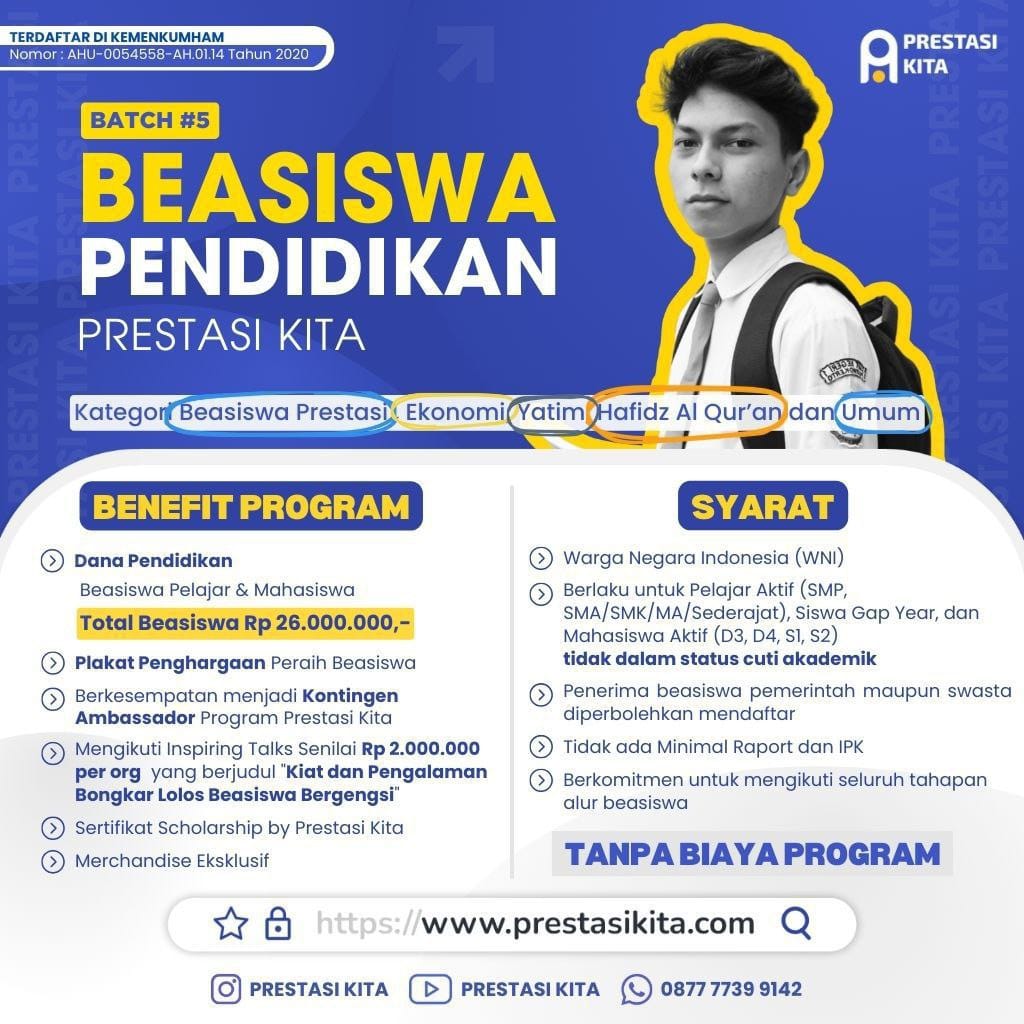 TERDAFTAR DI KEMENKUMHAM
Nomor : AHU-0054558-AH.01.14 Tahun 2020
PRESTASI
KITA
BATCH #5
BEASISWA
PENDIDIKAN
PRESTASI KITA
Kategori Beasiswa Prestasi Ekonomi Yatim Hafidz Al Qur'an dan Umum
BENEFIT PROGRAM
Dana Pendidikan
Beasiswa Pelajar & Mahasiswa
Total Beasiswa Rp 26.000.000,-
Plakat Penghargaan Peraih Beasiswa
Berkesempatan menjadi Kontingen
Ambassador Program Prestasi Kita
Mengikuti Inspiring Talks Senilai Rp 2.000.000
per org yang berjudul "Kiat dan Pengalaman
Bongkar Lolos Beasiswa Bergengsi"
Sertifikat Scholarship by Prestasi Kita
Merchandise Eksklusif
SYARAT
Warga Negara Indonesia (WNI)
Berlaku untuk Pelajar Aktif (SMP,
SMA/SMK/MA/Sederajat), Siswa Gap Year, dan
Mahasiswa Aktif (D3, D4, S1, S2)
tidak dalam status cuti akademik
Penerima beasiswa pemerintah maupun swasta
diperbolehkan mendaftar
Tidak ada Minimal Raport dan IPK
Berkomitmen untuk mengikuti seluruh tahapan
alur beasiswa
TANPA BIAYA PROGRAM
https://www.prestasikita.com
PRESTASI KITA
PRESTASI KITA
0877 7739 9142